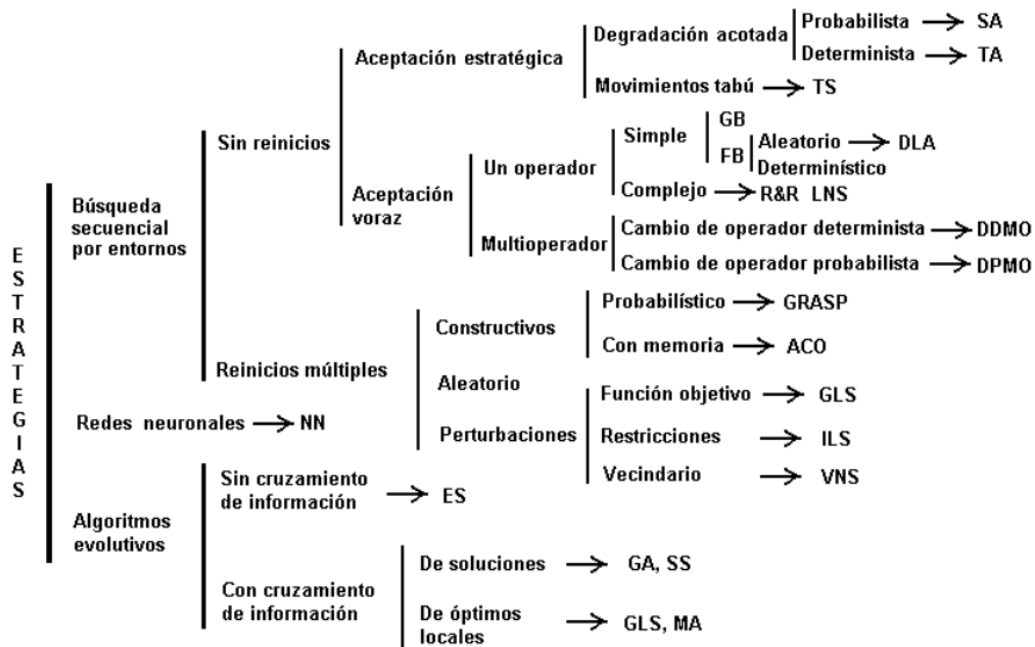 ESTRATEGIAS
Búsqueda
secuencial
por entornos
Sin reinicios
Aceptación estratégica
Degradación acotada
Probabilista → SA
Determinista → TA
Movimientos tabú → TS
Aceptación
voraz
Un operador
Simple
GB
FB
Aleatorio → DLA
Determinístico
Complejo → R&R LNS
Multioperador
Cambio de operador determinista → DDMO
Cambio de operador probabilista → DPMO
Reinicios múltiples
Constructivos
Probabilístico → GRASP
Con memoria → ACO
Aleatorio
Perturbaciones
Función objetivo → GLS
Restricciones → ILS
Vecindario → VNS
Redes neuronales → NN
Algoritmos
evolutivos
Sin cruzamiento
de información → ES
Con cruzamiento
de información
De soluciones → GA, SS
De óptimos
locales → GLS, MA